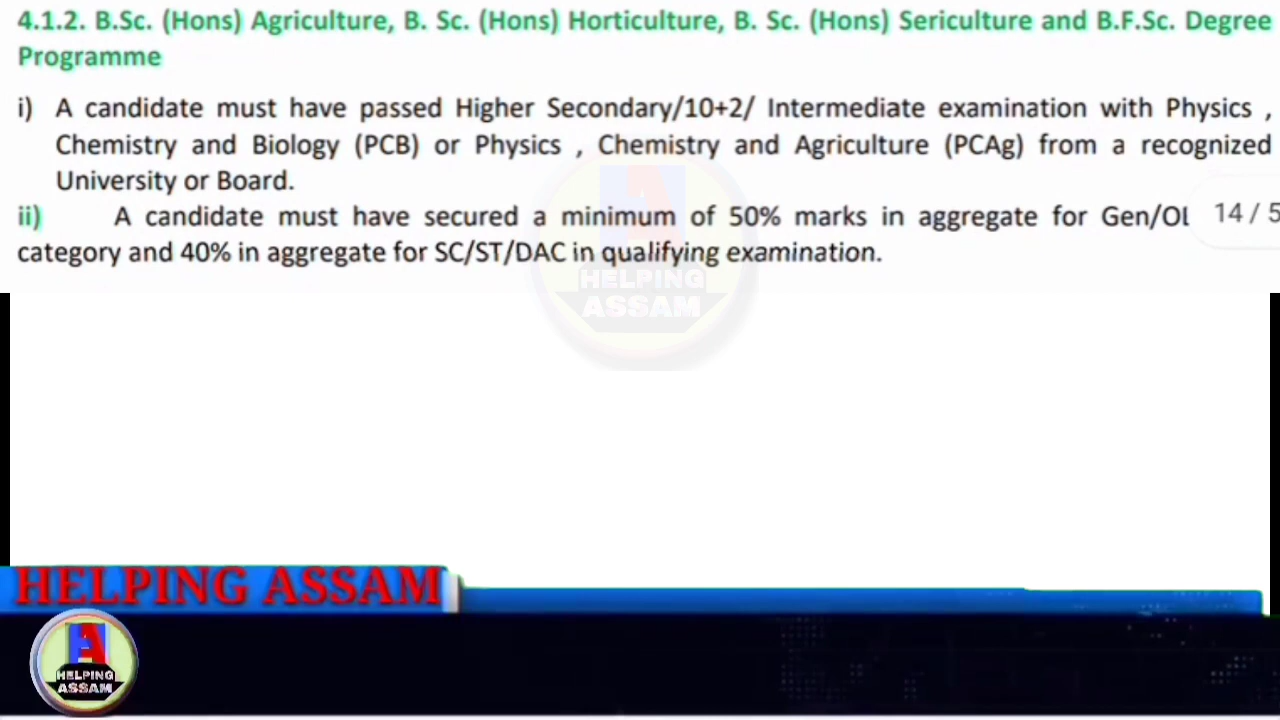 4.1.2. B.Sc. (Hons) Agriculture, B. Sc. (Hons) Horticulture, B. Sc. (Hons) Sericulture and B.F.Sc. Degree
Programme
i) A candidate must have passed Higher Secondary/10+2/ Intermediate examination with Physics ,
Chemistry and Biology (PCB) or Physics , Chemistry and Agriculture (PCAg) from a recognized
University or Board.
ii) A candidate must have secured a minimum of 50% marks in aggregate for
14 / 5
category and 40% in aggregate for SC/ST/DAC in qualifying examination.
HELPING
ASSAM
HELPING ASSAM
HELPING
ASSAM